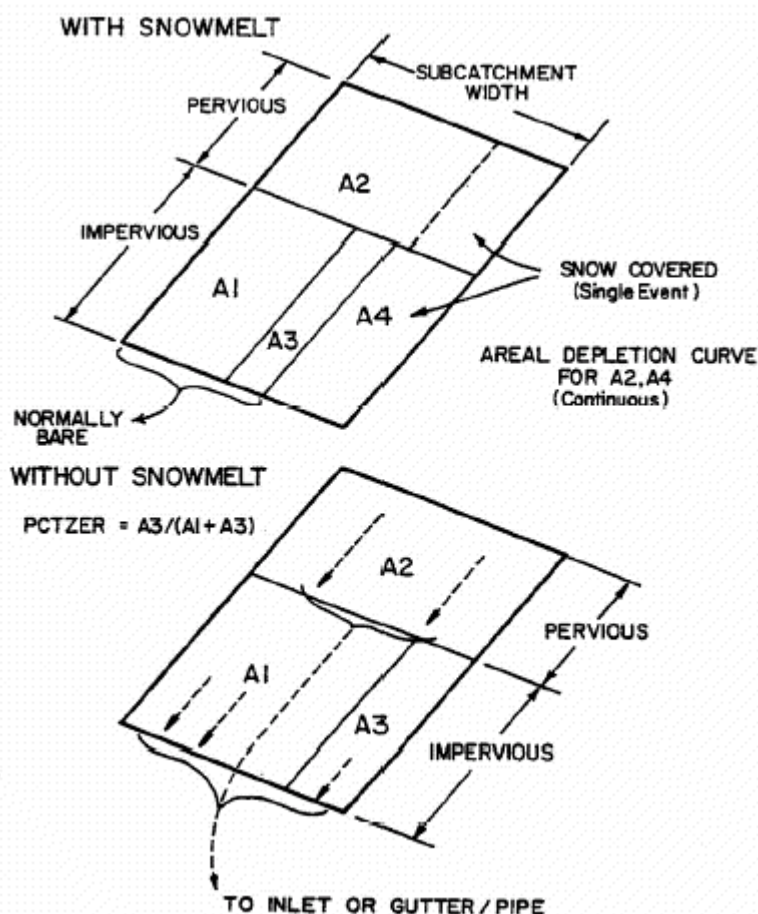 WITH SNOWMELT
SUBCATCHMENT
WIDTH
PERVIOUS
A2
IMPERVIOUS
A1
SNOW COVERED
(Single Event)
A4
A3
AREAL DEPLETION CURVE
FOR A2,A4
(Continuous)
NORMALLY
BARE
WITHOUT SNOWMELT
PCTZER = A3/(A1+A3)
A2
PERVIOUS
A1
A3
IMPERVIOUS
TO INLET OR GUTTER/PIPE